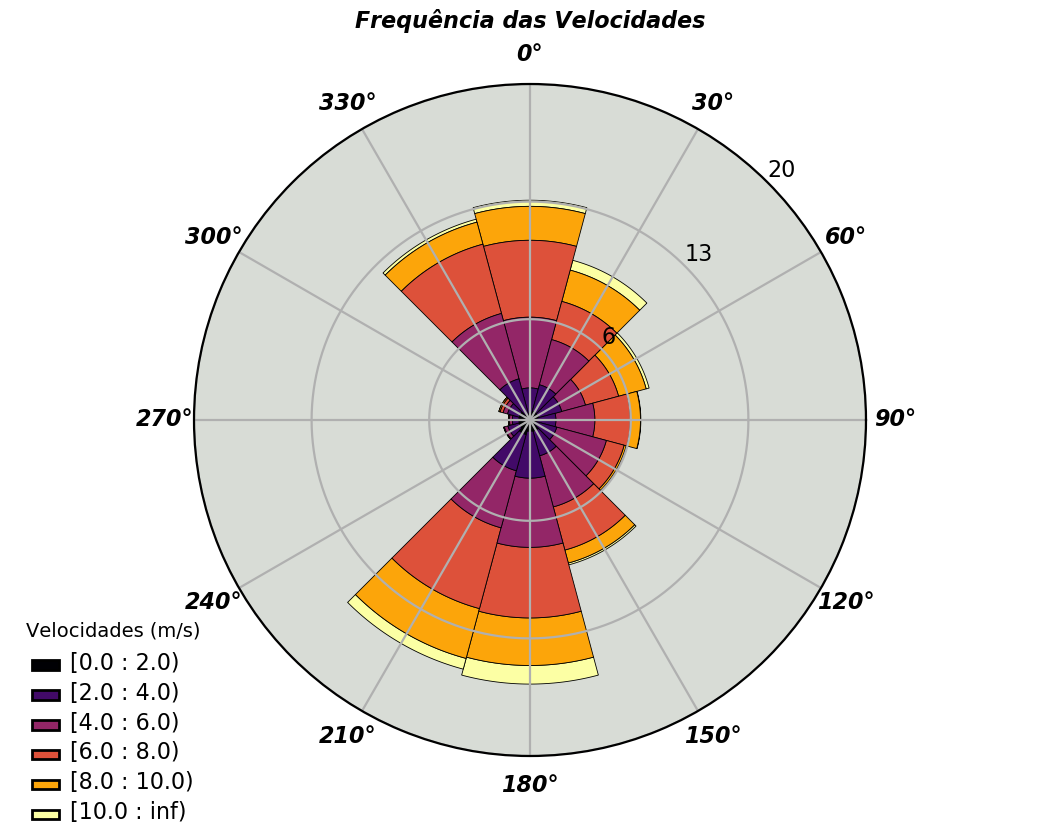 Frequência das Velocidades
0°
330°
30°
20
300°
60°
13
6
270°
90°
240°
120°
210°
150°
180°
Velocidades (m/s)
[0.0 : 2.0)
[2.0 : 4.0)
[4.0 : 6.0)
[6.0 : 8.0)
[8.0 : 10.0)
[10.0 : inf)